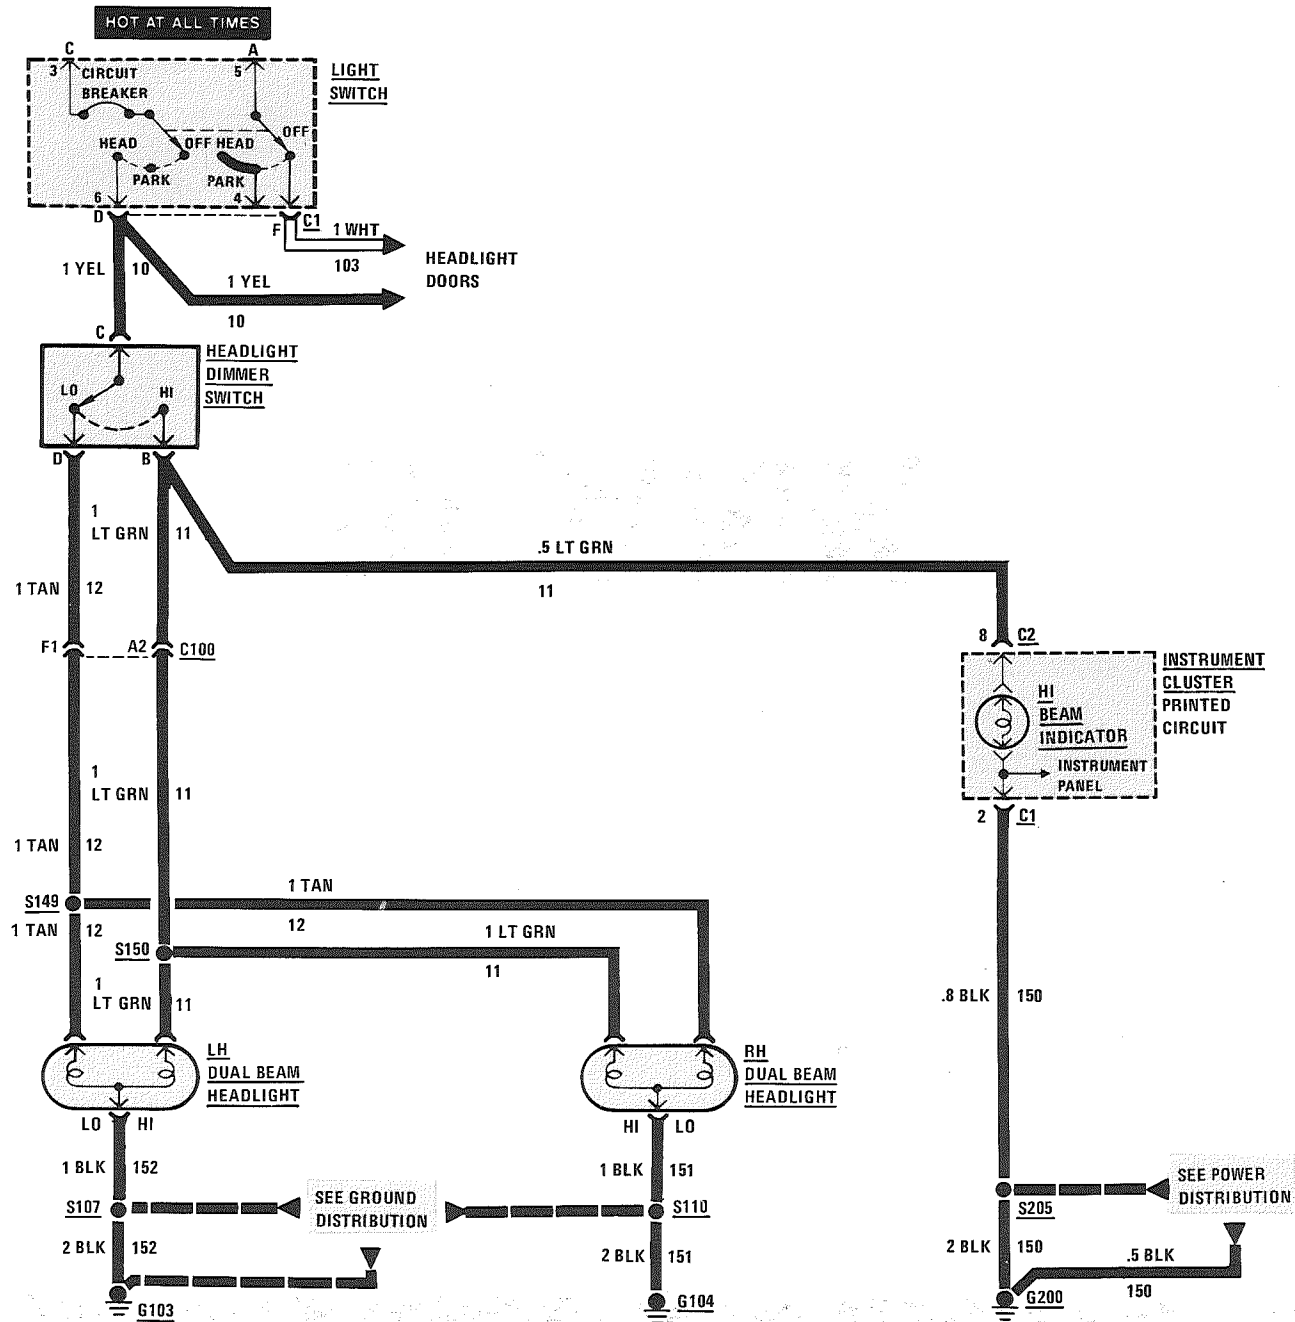 HOT AT ALL TIMES
C
A
3
CIRCUIT
BREAKER
5
LIGHT
SWITCH
OFF
HEAD
OFF
HEAD
PARK
PARK
6
4
D
F
C1
1 WHT
103
HEADLIGHT
DOORS
1 YEL
10
1 YEL
10
C
HEADLIGHT
DIMMER
SWITCH
LO
HI
D
B
1
LT GRN
11
.5 LT GRN
11
1 TAN
12
F1
A2
C100
8
C2
INSTRUMENT
CLUSTER
PRINTED
CIRCUIT
HI
BEAM
INDICATOR
INSTRUMENT
PANEL
1
LT GRN
11
2
C1
1 TAN
12
S149
1 TAN
12
1 TAN
12
S150
1 LT GRN
11
1
LT GRN
11
.8 BLK
150
LH
DUAL BEAM
HEADLIGHT
RH
DUAL BEAM
HEADLIGHT
LO
HI
HI
LO
1 BLK
152
1 BLK
151
SEE GROUND
DISTRIBUTION
SEE POWER
DISTRIBUTION
S107
S110
S205
2 BLK
152
2 BLK
151
2 BLK
150
.5 BLK
150
G103
G104
G200